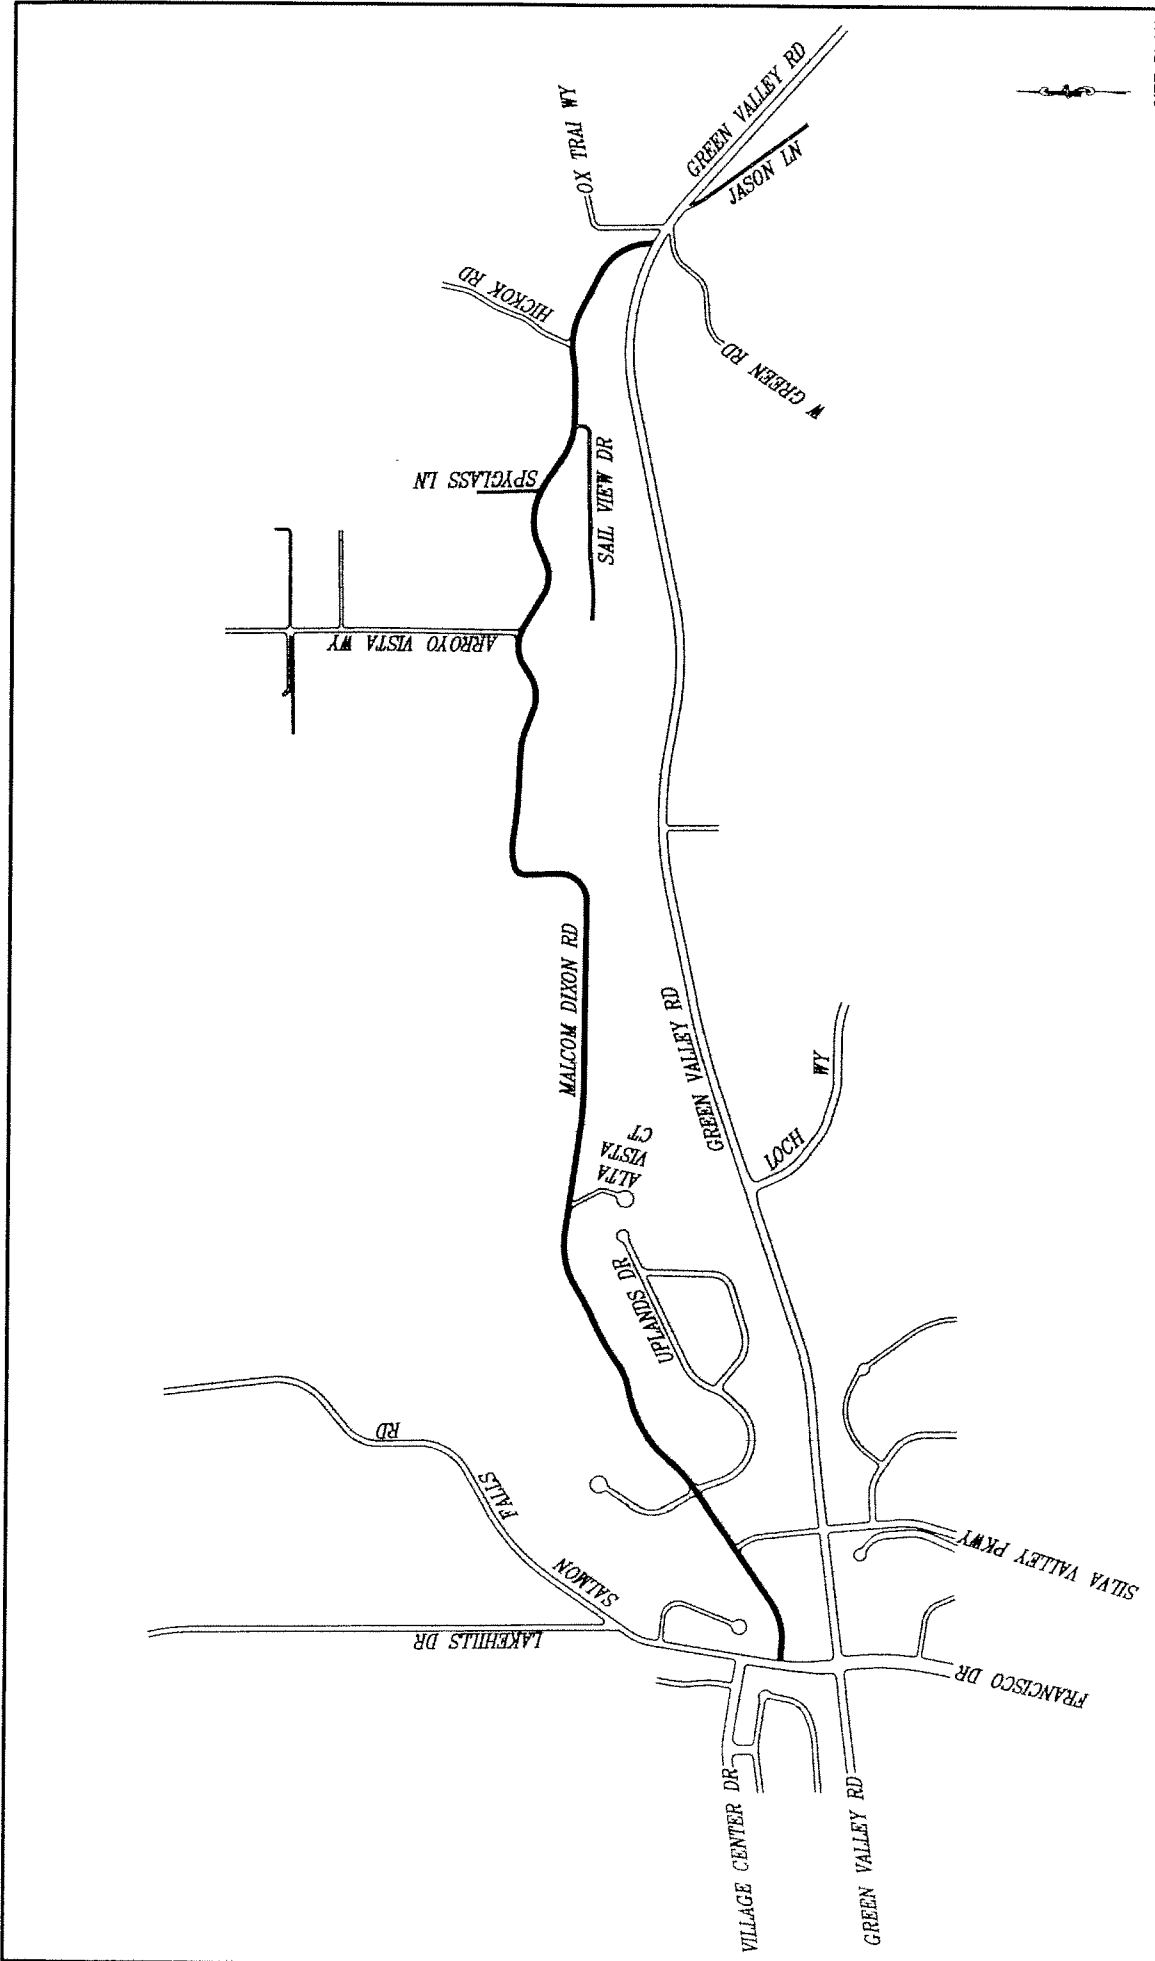 GREEN VALLEY RD
OX TRAI WY
JASON LN
HICKOK RD
W GREEN RD
SPYGLASS LN
SAIL VIEW DR
ARROYO VISTA WY
MALCOM DIXON RD
GREEN VALLEY RD
LOCH WY
ALTA
VISTA
CT
UPLANDS DR
SALMON FALLS RD
LAKEHILLS DR
SILVA VALLEY PKWY
FRANCISCO DR
VILLAGE CENTER DR
GREEN VALLEY RD